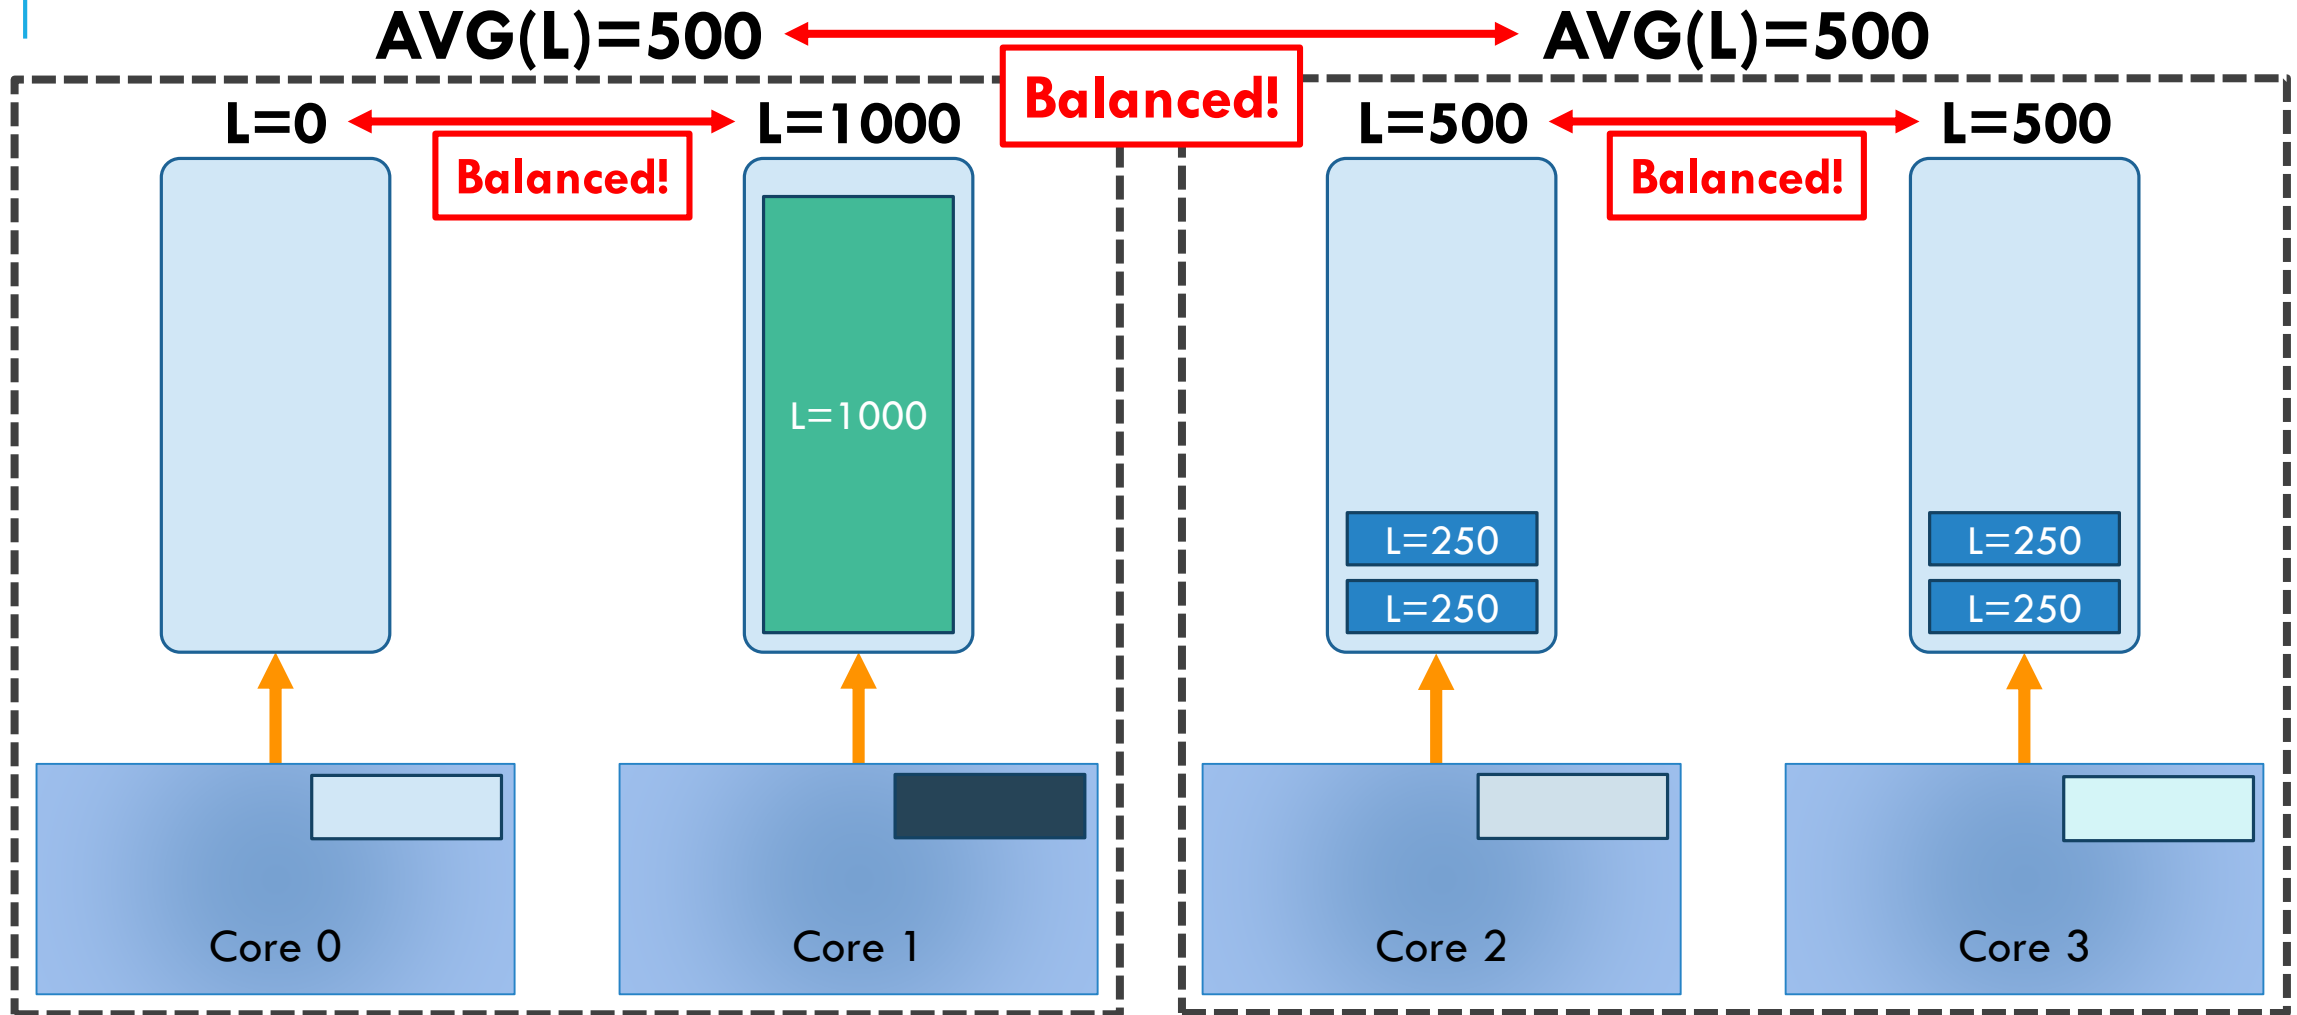 AVG(L)=500
AVG(L)=500
Balanced!
L=0
L=1000
L=500
L=500
Balanced!
Balanced!
L=1000
L=250
L=250
L=250
L=250
Core 0
Core 1
Core 2
Core 3